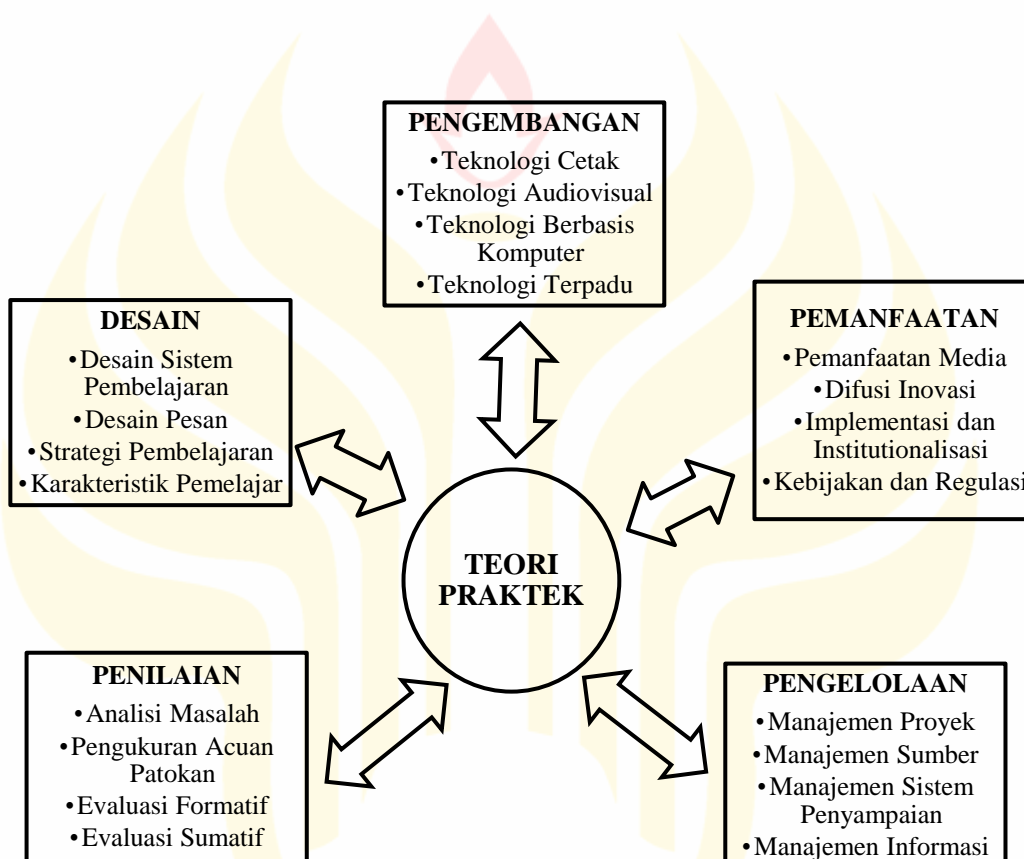 PENGEMBANGAN
•Teknologi Cetak
•Teknologi Audiovisual
•Teknologi Berbasis
Komputer
•Teknologi Terpadu
DESAIN
•Desain Sistem
Pembelajaran
•Desain Pesan
•Strategi Pembelajaran
•Karakteristik Pemelajar
PEMANFAATAN
•Pemanfaatan Media
•Difusi Inovasi
•Implementasi dan
Institutionalisasi
•Kebijakan dan Regulasi
TEORI
PRAKTEK
PENILAIAN
•Analisi Masalah
•Pengukuran Acuan
Patokan
•Evaluasi Formatif
•Evaluasi Sumatif
PENGELOLAAN
•Manajemen Proyek
•Manajemen Sumber
•Manajemen Sistem
Penyampaian
•Manajemen Informasi